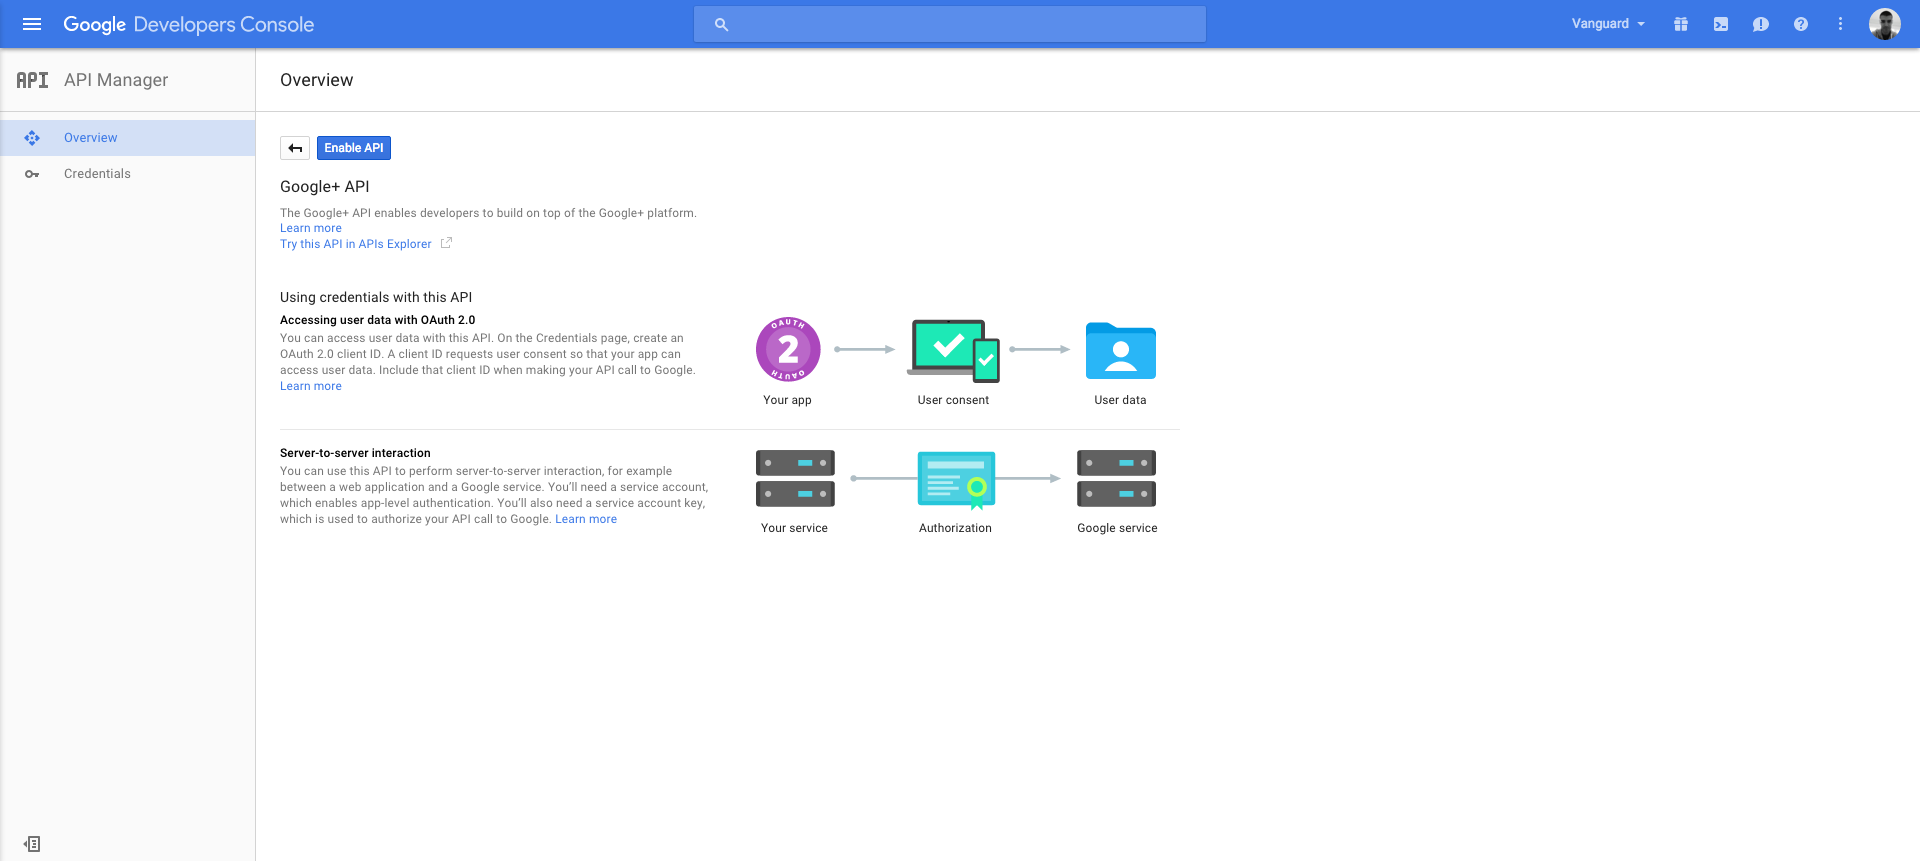 Google Developers Console
Vanguard
API API Manager
Overview
Overview
Credentials
Enable API
Google+ API
The Google+ API enables developers to build on top of the Google+ platform.
Learn more
Try this API in APIs Explorer
Using credentials with this API
Accessing user data with OAuth 2.0
You can access user data with this API. On the Credentials page, create an
OAuth 2.0 client ID. A client ID requests user consent so that your app can
access user data. Include that client ID when making your API call to Google.
Learn more
OAUTH
2
OAUTH
Your app
User consent
User data
Server-to-server interaction
You can use this API to perform server-to-server interaction, for example
between a web application and a Google service. You'll need a service account,
which enables app-level authentication. You'll also need a service account key,
which is used to authorize your API call to Google. Learn more
Your service
Authorization
Google service